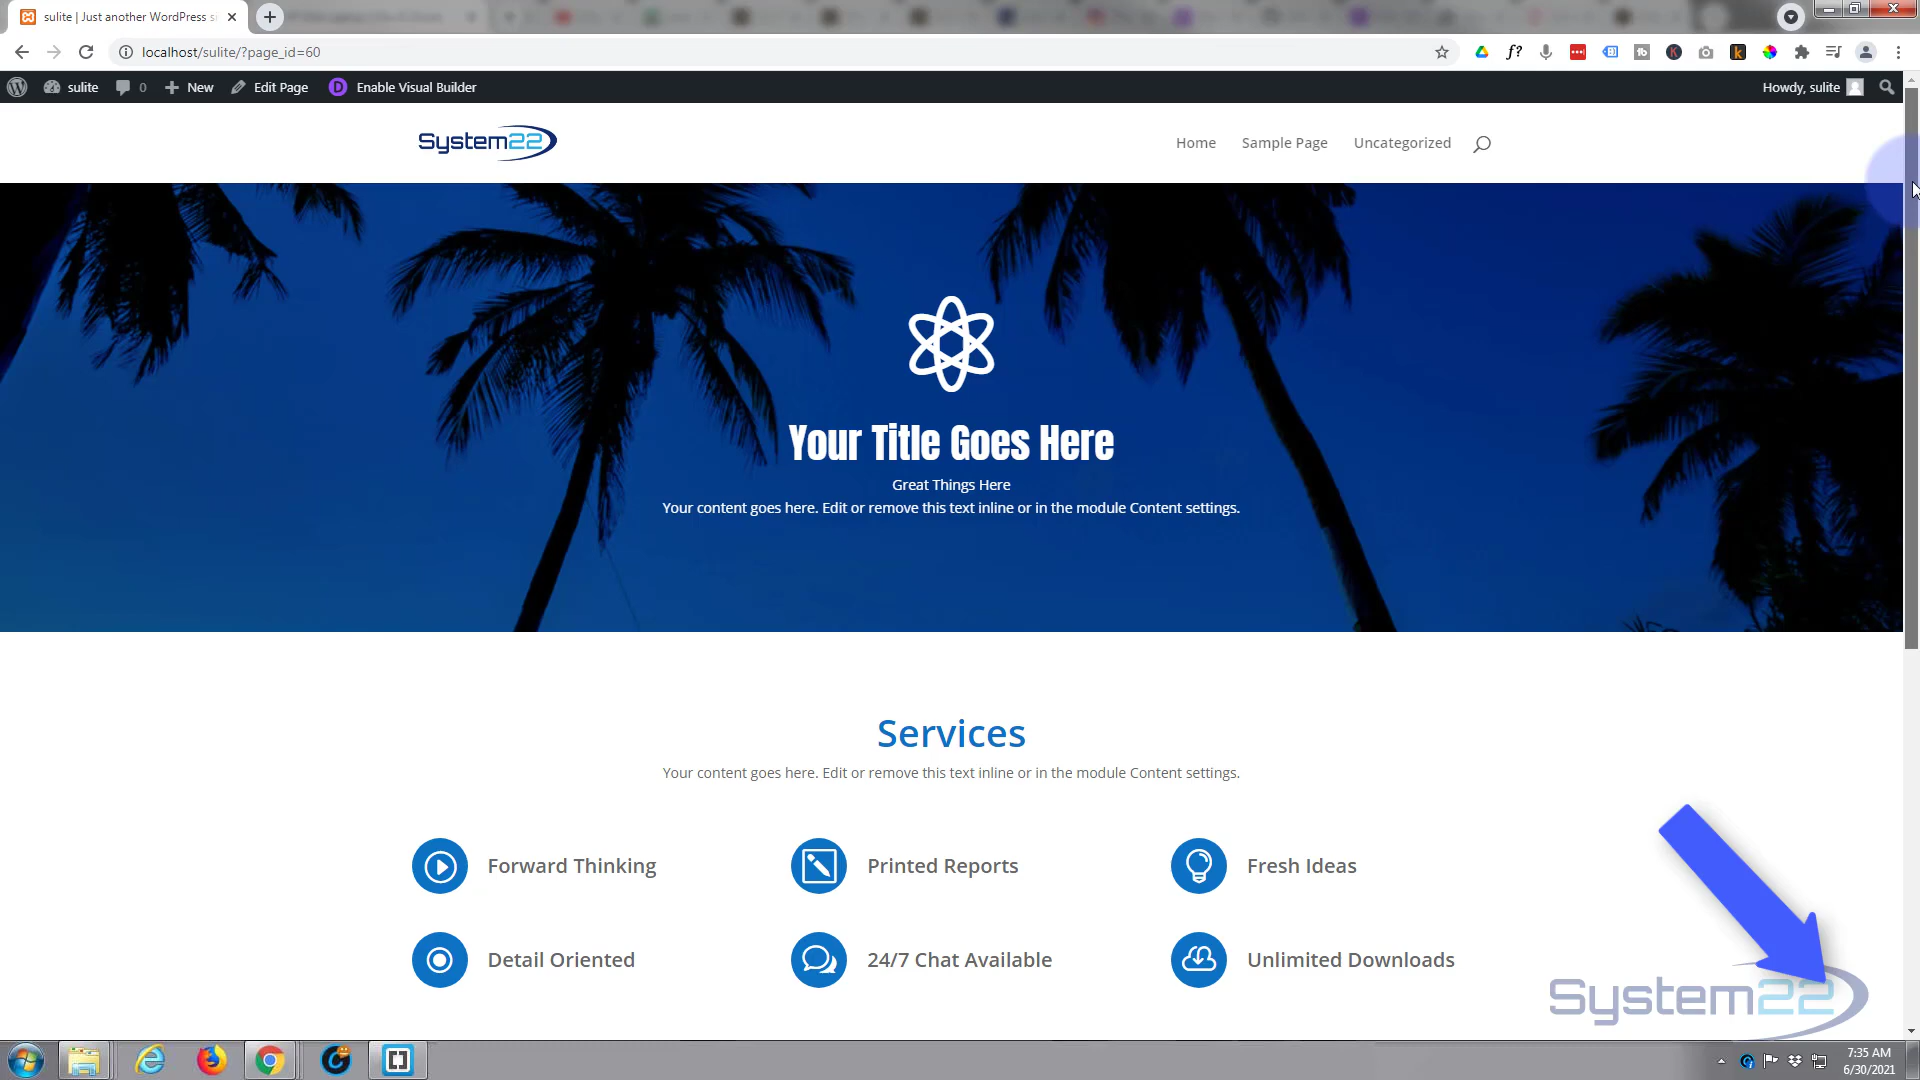 sulite | Just another WordPress si
localhost/sulite/?page_id=60
sulite 0 New Edit Page D Enable Visual Builder Howdy, sulite
System22 Home Sample Page Uncategorized
Your Title Goes Here
Great Things Here
Your content goes here. Edit or remove this text inline or in the module Content settings.
Services
Your content goes here. Edit or remove this text inline or in the module Content settings.
Forward Thinking Printed Reports Fresh Ideas
Detail Oriented 24/7 Chat Available Unlimited Downloads
System22
7:35 AM
6/30/2021